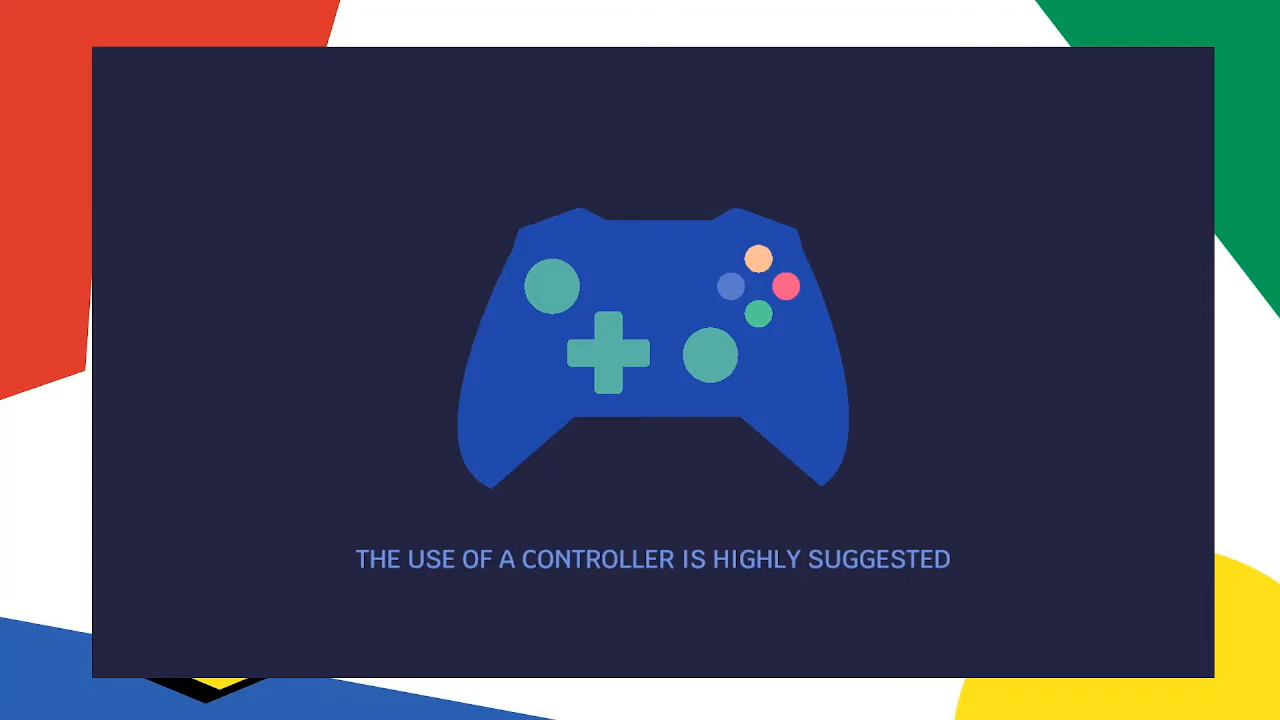 THE USE OF A CONTROLLER IS HIGHLY SUGGESTED